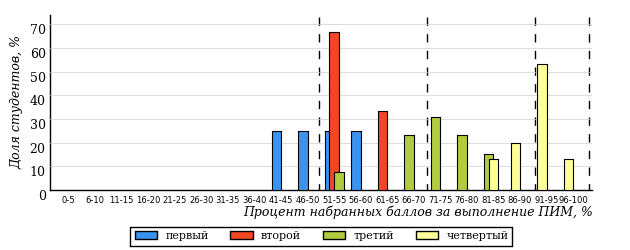 Доля студентов, %
70
60
50
40
30
20
10
0
0-5 6-10 11-15 16-20 21-25 26-30 31-35 36-40 41-45 46-50 51-55 56-60 61-65 66-70 71-75 76-80 81-85 86-90 91-95 96-100
Процент набранных баллов за выполнение ПИМ, %
первый второй третий четвертый